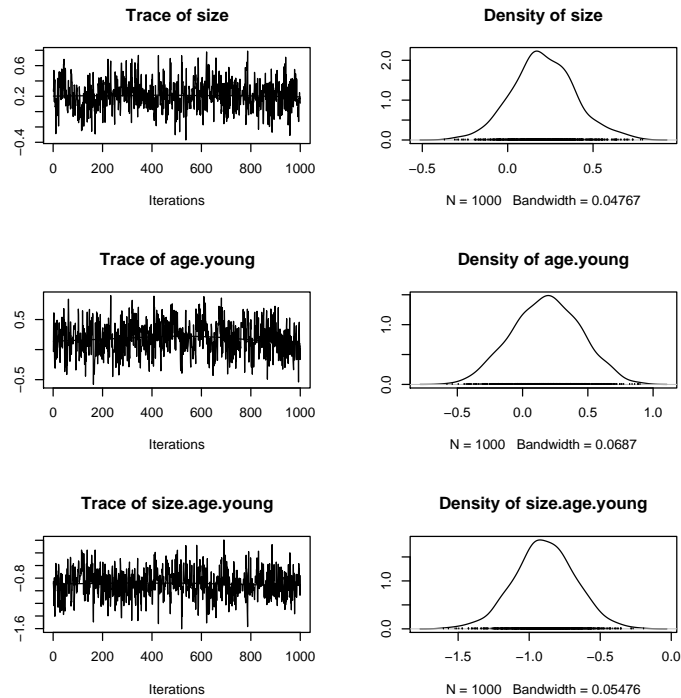 Trace of size
−0.4 0.2 0.6
0 200 400 600 800 1000
Iterations
Density of size
0.0 1.0 2.0
−0.5 0.0 0.5
N = 1000 Bandwidth = 0.04767
Trace of age.young
−0.5 0.5
0 200 400 600 800 1000
Iterations
Density of age.young
0.0 1.0
−0.5 0.0 0.5 1.0
N = 1000 Bandwidth = 0.0687
Trace of size.age.young
−1.6 −0.8
0 200 400 600 800 1000
Iterations
Density of size.age.young
0.0 1.0
−1.5 −1.0 −0.5 0.0
N = 1000 Bandwidth = 0.05476